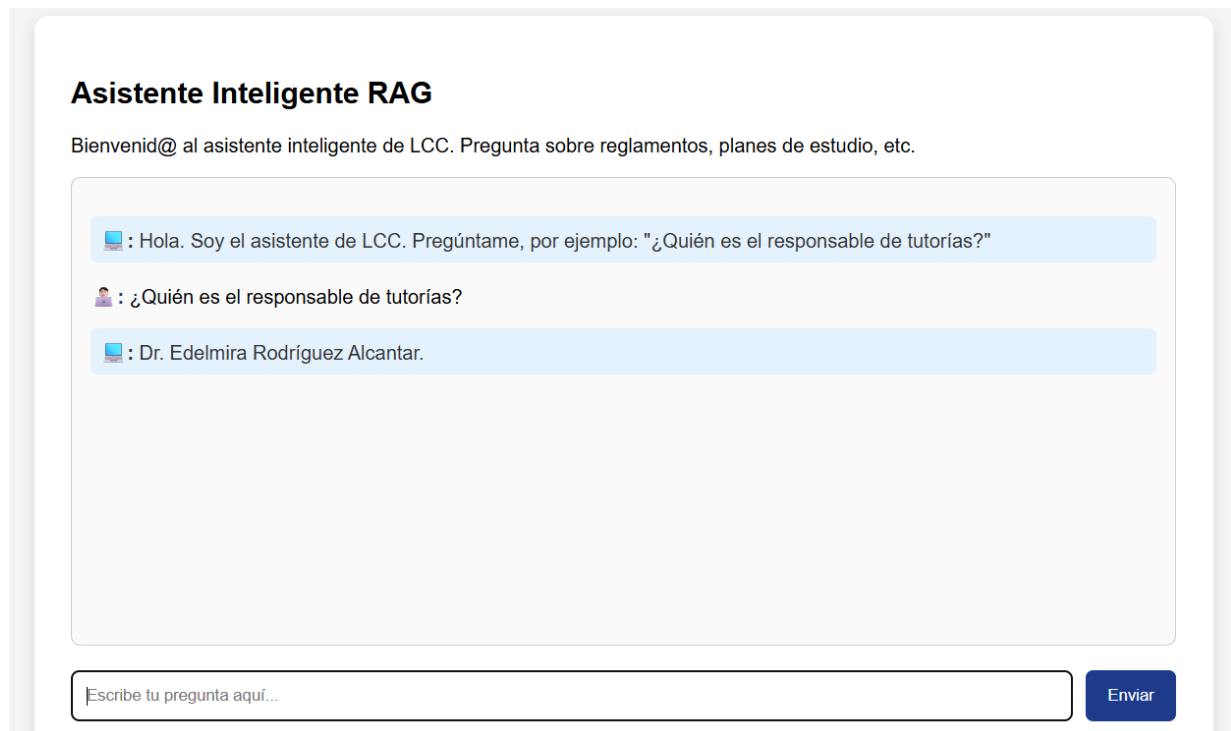 Asistente Inteligente RAG
Bienvenid@ al asistente inteligente de LCC. Pregunta sobre reglamentos, planes de estudio, etc.
: Hola. Soy el asistente de LCC. Pregúntame, por ejemplo: "¿Quién es el responsable de tutorías?"
: ¿Quién es el responsable de tutorías?
: Dr. Edelmira Rodríguez Alcantar.
Escribe tu pregunta aquí...
Enviar